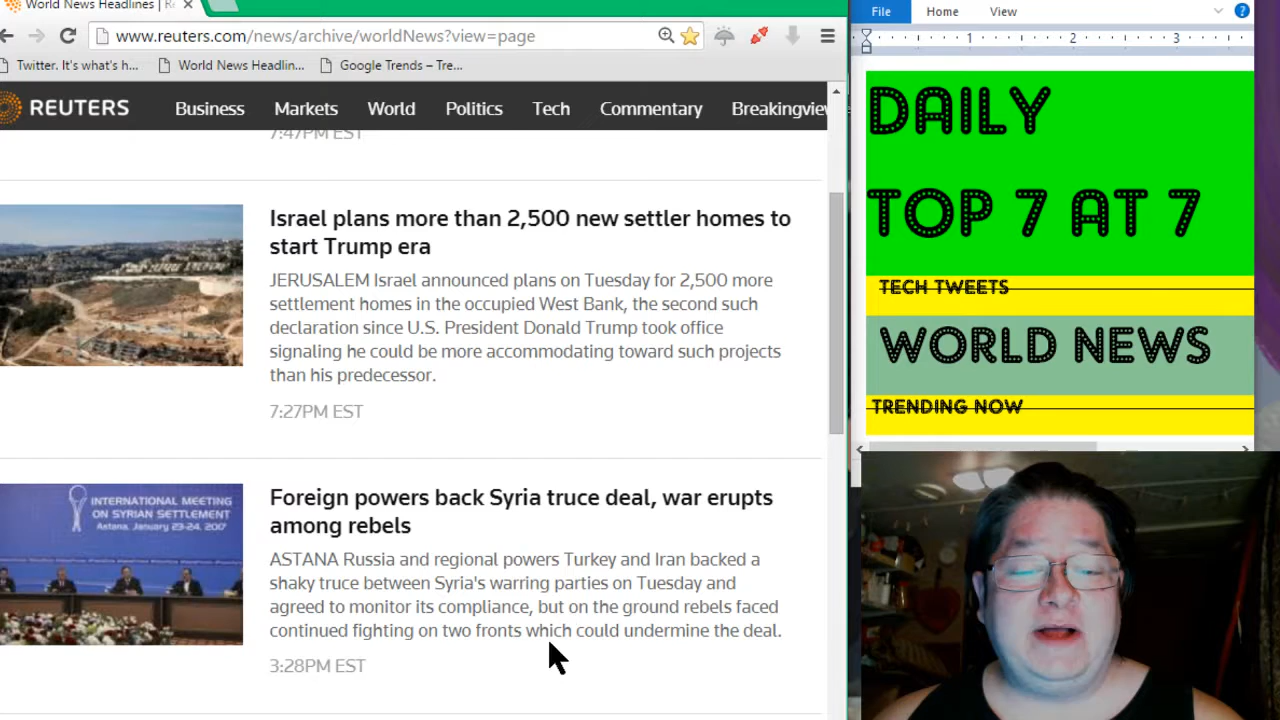 World News Headlines | Re
www.reuters.com/news/archive/worldNews?view=page
Twitter. It's what's h...
World News Headlin...
Google Trends – Tre...
REUTERS
Business
Markets
World
Politics
Tech
Commentary
Breakingview
7:47PM EST
Israel plans more than 2,500 new settler homes to
start Trump era
JERUSALEM Israel announced plans on Tuesday for 2,500 more
settlement homes in the occupied West Bank, the second such
declaration since U.S. President Donald Trump took office
signaling he could be more accommodating toward such projects
than his predecessor.
7:27PM EST
INTERNATIONAL MEETING
ON SYRIAN SETTLEMENT
Astana, January 23-24, 2017
Foreign powers back Syria truce deal, war erupts
among rebels
ASTANA Russia and regional powers Turkey and Iran backed a
shaky truce between Syria's warring parties on Tuesday and
agreed to monitor its compliance, but on the ground rebels faced
continued fighting on two fronts which could undermine the deal.
3:28PM EST
File
Home
View
1
2
3
DAILY
TOP 7 AT 7
TECH TWEETS
WORLD NEWS
TRENDING NOW